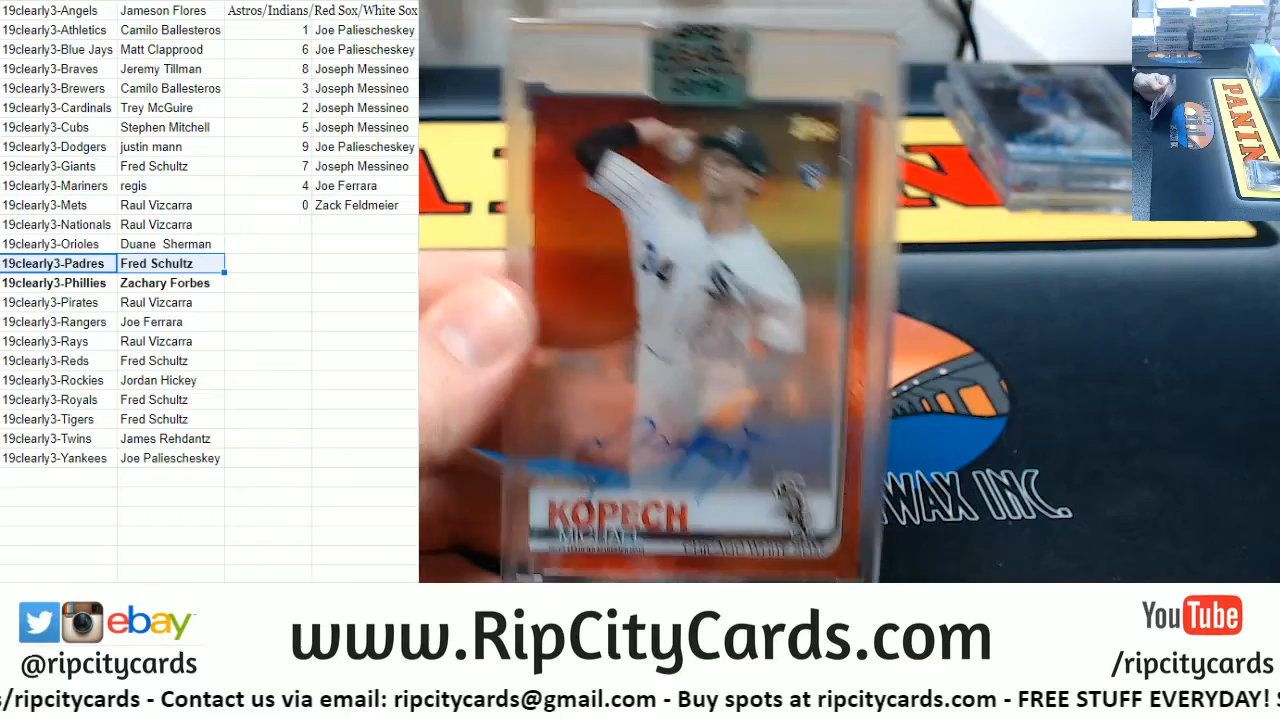 19clearly3-Angels Jameson Flores Astros/Indians/Red Sox/White Sox
19clearly3-Athletics Camilo Ballesteros 1 Joe Paliescheskey
19clearly3-Blue Jays Matt Clapprood 6 Joe Paliescheskey
19clearly3-Braves Jeremy Tillman 8 Joseph Messineo
19clearly3-Brewers Camilo Ballesteros 3 Joseph Messineo
19clearly3-Cardinals Trey McGuire 2 Joseph Messineo
19clearly3-Cubs Stephen Mitchell 5 Joseph Messineo
19clearly3-Dodgers justin mann 9 Joe Paliescheskey
19clearly3-Giants Fred Schultz 7 Joseph Messineo
19clearly3-Mariners regis 4 Joe Ferrara
19clearly3-Mets Raul Vizcarra 0 Zack Feldmeier
19clearly3-Nationals Raul Vizcarra
19clearly3-Orioles Duane Sherman
19clearly3-Padres Fred Schultz
19clearly3-Phillies Zachary Forbes
19clearly3-Pirates Raul Vizcarra
19clearly3-Rangers Joe Ferrara
19clearly3-Rays Raul Vizcarra
19clearly3-Reds Fred Schultz
19clearly3-Rockies Jordan Hickey
19clearly3-Royals Fred Schultz
19clearly3-Tigers Fred Schultz
19clearly3-Twins James Rehdantz
19clearly3-Yankees Joe Paliescheskey
Topps
34
KOPECH
MICHAEL
CHICAGO WHITE SOX
WAX INC.
PANINI
ebay
@ripcitycards
www.RipCityCards.com
YouTube
/ripcitycards
s/ripcitycards - Contact us via email: ripcitycards@gmail.com - Buy spots at ripcitycards.com - FREE STUFF EVERYDAY! S